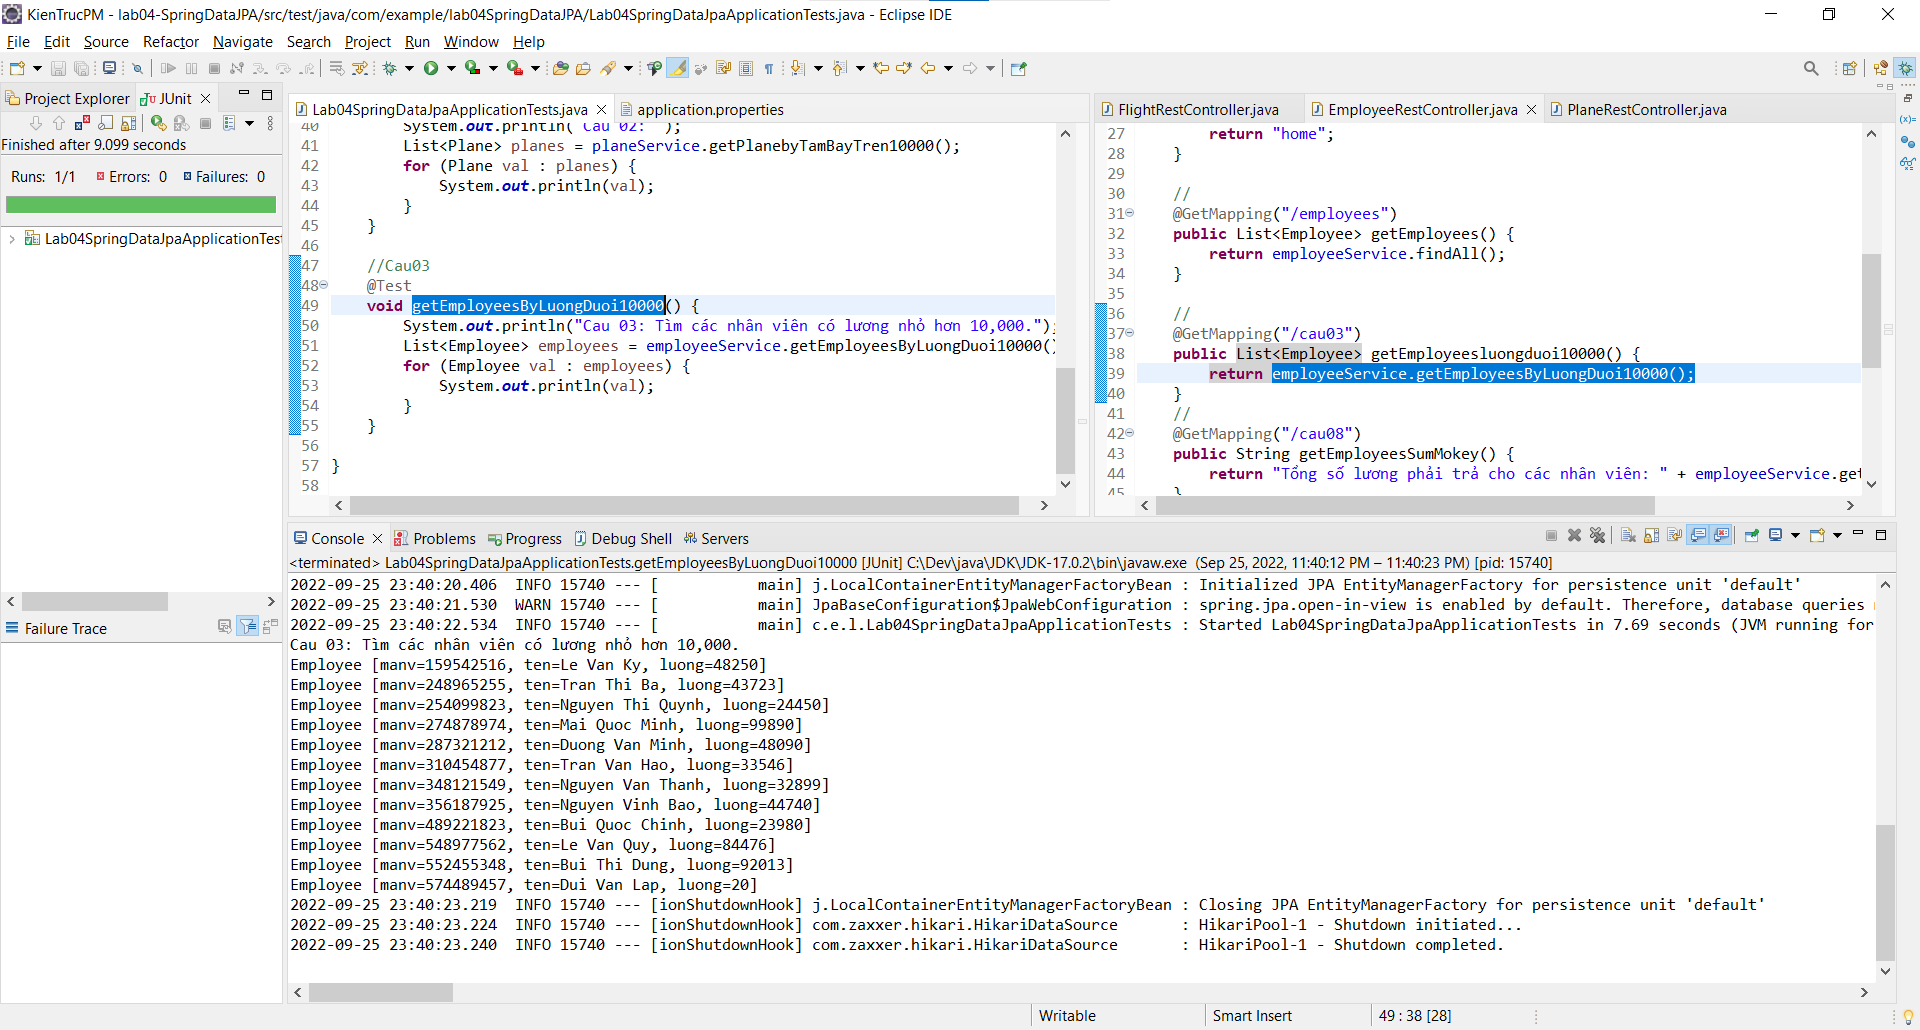 KienTrucPM - lab04-SpringDataJPA/src/test/java/com/example/lab04SpringDataJPA/Lab04SpringDataJpaApplicationTests.java - Eclipse IDE
File Edit Source Refactor Navigate Search Project Run Window Help
Project Explorer JUnit
Finished after 9.099 seconds
Runs: 1/1 Errors: 0 Failures: 0
Lab04SpringDataJpaApplicationTest
Failure Trace
Lab04SpringDataJpaApplicationTests.java application.properties
40 System.out.println("Cau 02: ");
41 List<Plane> planes = planeService.getPlanebyTamBayTren10000();
42 for (Plane val : planes) {
43 System.out.println(val);
44 }
45 }
46
47 //Cau03
48 @Test
49 void getEmployeesByLuongDuoi10000() {
50 System.out.println("Cau 03: Tìm các nhân viên có lương nhỏ hơn 10,000.");
51 List<Employee> employees = employeeService.getEmployeesByLuongDuoi10000()
52 for (Employee val : employees) {
53 System.out.println(val);
54 }
55 }
56
57 }
58
FlightRestController.java EmployeeRestController.java PlaneRestController.java
27 return "home";
28 }
29
30 //
31 @GetMapping("/employees")
32 public List<Employee> getEmployees() {
33 return employeeService.findAll();
34 }
35
36 //
37 @GetMapping("/cau03")
38 public List<Employee> getEmployeesluongduoi10000() {
39 return employeeService.getEmployeesByLuongDuoi10000();
40 }
41 //
42 @GetMapping("/cau08")
43 public String getEmployeesSumMokey() {
44 return "Tổng số lương phải trả cho các nhân viên: " + employeeService.get
45 }
Console Problems Progress Debug Shell Servers
<terminated> Lab04SpringDataJpaApplicationTests.getEmployeesByLuongDuoi10000 [JUnit] C:\Dev\java\JDK\JDK-17.0.2\bin\javaw.exe (Sep 25, 2022, 11:40:12 PM – 11:40:23 PM) [pid: 15740]
2022-09-25 23:40:20.406 INFO 15740 --- [ main] j.LocalContainerEntityManagerFactoryBean : Initialized JPA EntityManagerFactory for persistence unit 'default'
2022-09-25 23:40:21.530 WARN 15740 --- [ main] JpaBaseConfiguration$JpaWebConfiguration : spring.jpa.open-in-view is enabled by default. Therefore, database queries
2022-09-25 23:40:22.534 INFO 15740 --- [ main] c.e.l.Lab04SpringDataJpaApplicationTests : Started Lab04SpringDataJpaApplicationTests in 7.69 seconds (JVM running for
Cau 03: Tìm các nhân viên có lương nhỏ hơn 10,000.
Employee [manv=159542516, ten=Le Van Ky, luong=48250]
Employee [manv=248965255, ten=Tran Thi Ba, luong=43723]
Employee [manv=254099823, ten=Nguyen Thi Quynh, luong=24450]
Employee [manv=274878974, ten=Mai Quoc Minh, luong=99890]
Employee [manv=287321212, ten=Duong Van Minh, luong=48090]
Employee [manv=310454877, ten=Tran Van Hao, luong=33546]
Employee [manv=348121549, ten=Nguyen Van Thanh, luong=32899]
Employee [manv=356187925, ten=Nguyen Vinh Bao, luong=44740]
Employee [manv=489221823, ten=Bui Quoc Chinh, luong=23980]
Employee [manv=548977562, ten=Le Van Quy, luong=84476]
Employee [manv=552455348, ten=Bui Thi Dung, luong=92013]
Employee [manv=574489457, ten=Dui Van Lap, luong=20]
2022-09-25 23:40:23.219 INFO 15740 --- [ionShutdownHook] j.LocalContainerEntityManagerFactoryBean : Closing JPA EntityManagerFactory for persistence unit 'default'
2022-09-25 23:40:23.224 INFO 15740 --- [ionShutdownHook] com.zaxxer.hikari.HikariDataSource : HikariPool-1 - Shutdown initiated...
2022-09-25 23:40:23.240 INFO 15740 --- [ionShutdownHook] com.zaxxer.hikari.HikariDataSource : HikariPool-1 - Shutdown completed.
Writable Smart Insert 49 : 38 [28]